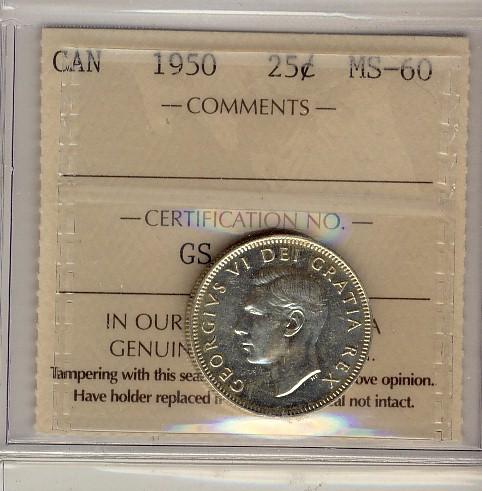 CAN 1950 25¢ MS-60
— COMMENTS —
— CERTIFICATION NO. —
GS
IN OUR A
GENUIN
Tampering with this sea ove opinion.
Have holder replaced al not intact.
GEORGIVS VI DEI GRATIA REX